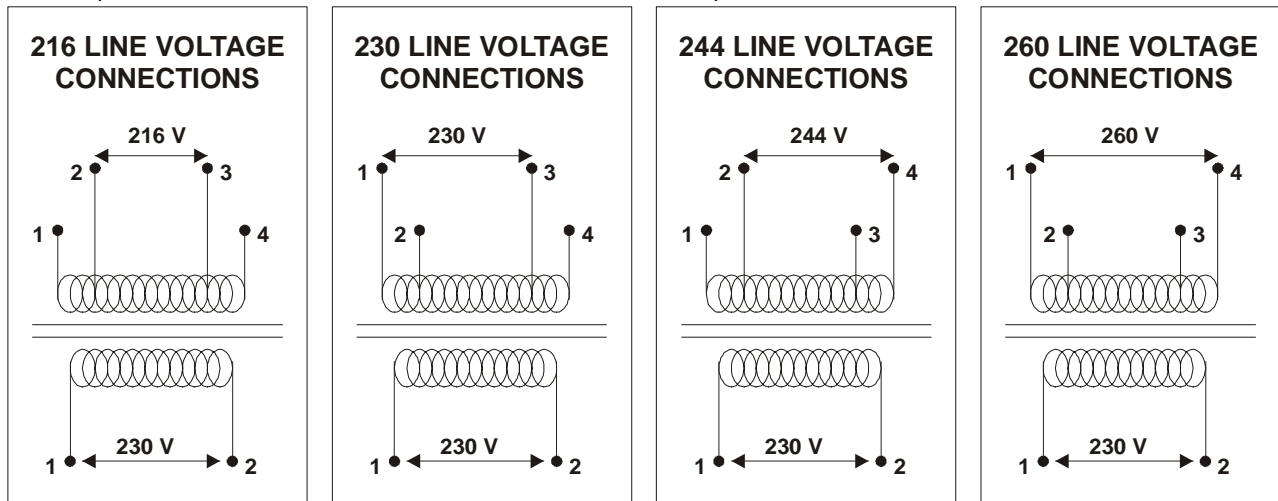 216 LINE VOLTAGE
CONNECTIONS
216 V
2
3
1
4
230 V
1
2
230 LINE VOLTAGE
CONNECTIONS
230 V
1
3
2
4
230 V
1
2
244 LINE VOLTAGE
CONNECTIONS
244 V
2
4
1
3
230 V
1
2
260 LINE VOLTAGE
CONNECTIONS
260 V
1
4
2
3
230 V
1
2